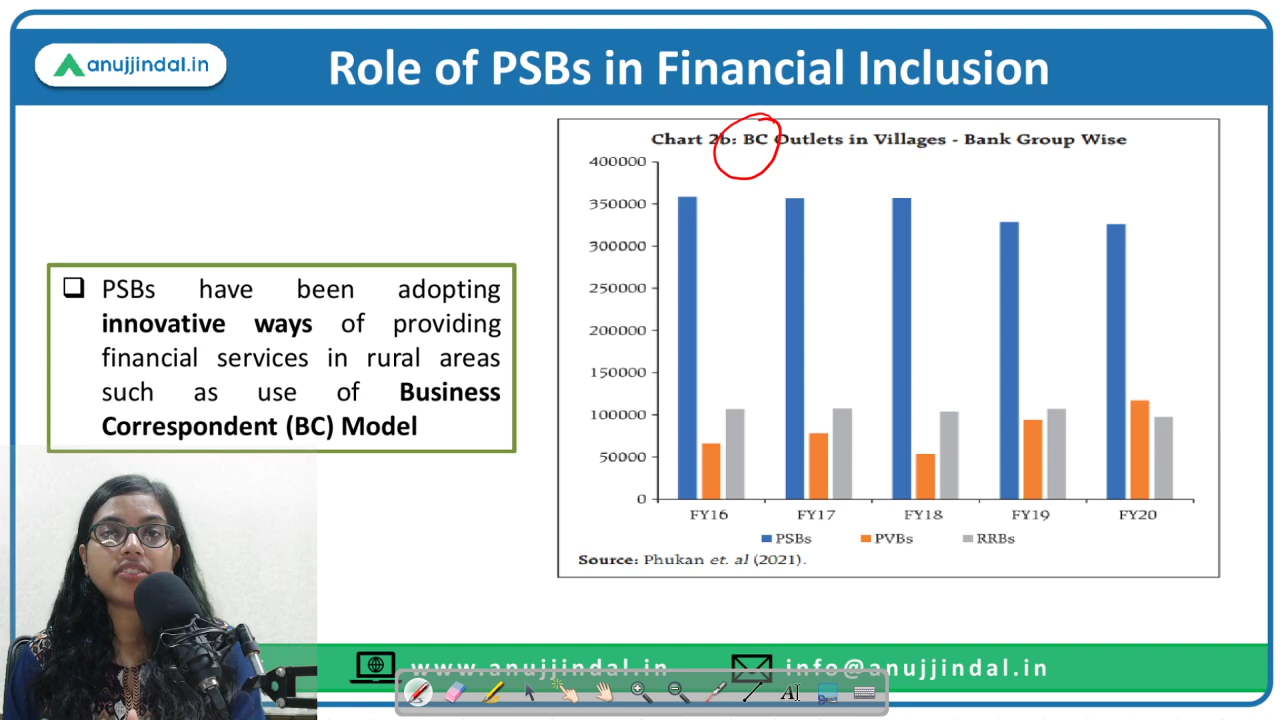 anujjindal.in
Role of PSBs in Financial Inclusion
PSBs have been adopting
innovative ways of providing
financial services in rural areas
such as use of Business
Correspondent (BC) Model
Chart 2b: BC Outlets in Villages - Bank Group Wise
400000
350000
300000
250000
200000
150000
100000
50000
0
FY16 FY17 FY18 FY19 FY20
PSBs PVBs RRBs
Source: Phukan et. al (2021).
www.anujjindal.in info@anujjindal.in
A